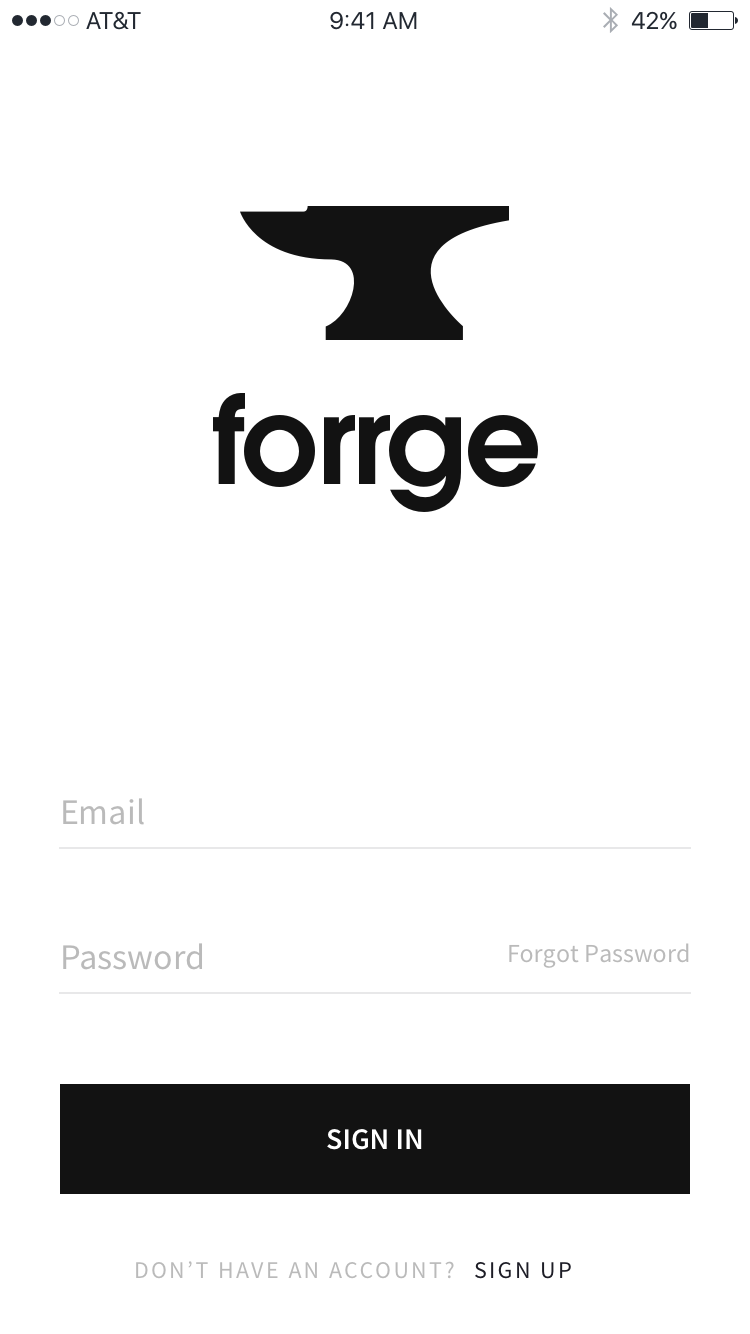 AT&T 9:41 AM 42%
forrge
Email
Password Forgot Password
SIGN IN
DON’T HAVE AN ACCOUNT? SIGN UP